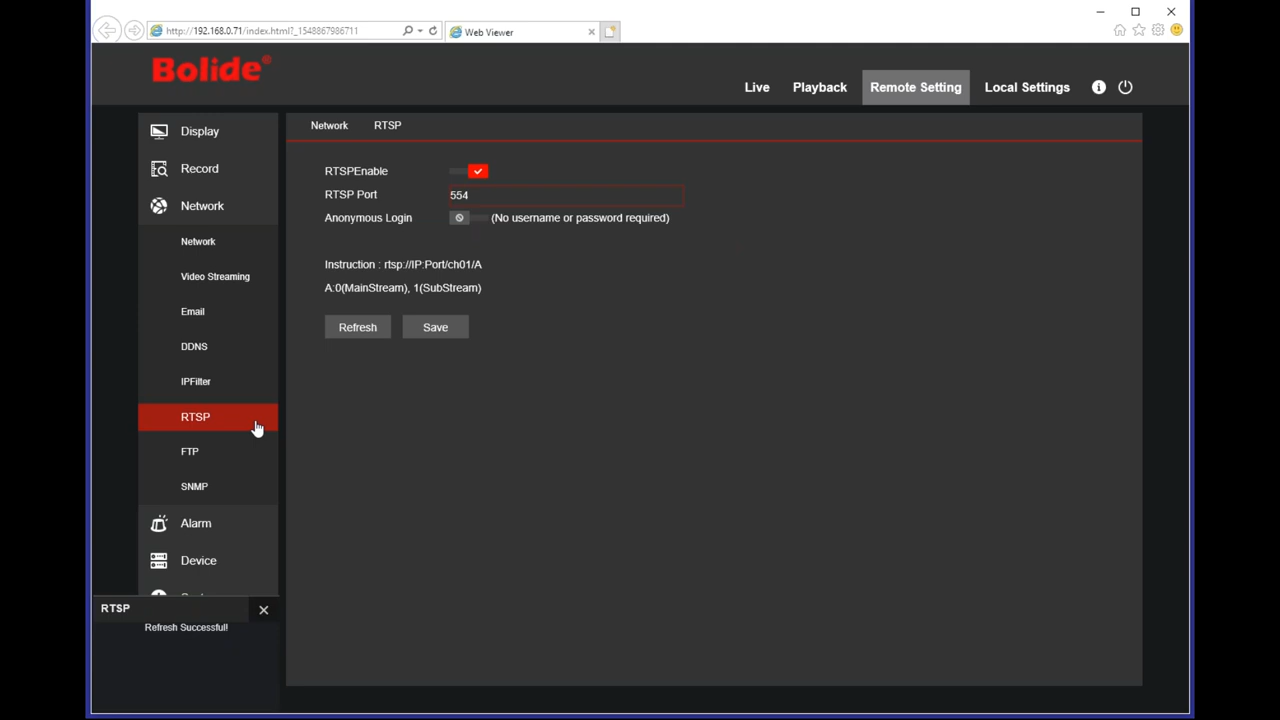 http://192.168.0.71/index.html?_1548867986711
Web Viewer
Bolide®
Live Playback Remote Setting Local Settings
Display
Record
Network
Network
Video Streaming
Email
DDNS
IPFilter
RTSP
FTP
SNMP
Alarm
Device
Network RTSP
RTSPEnable
RTSP Port 554
Anonymous Login (No username or password required)
Instruction : rtsp://IP:Port/ch01/A
A:0(MainStream), 1(SubStream)
Refresh Save
RTSP
Refresh Successful!